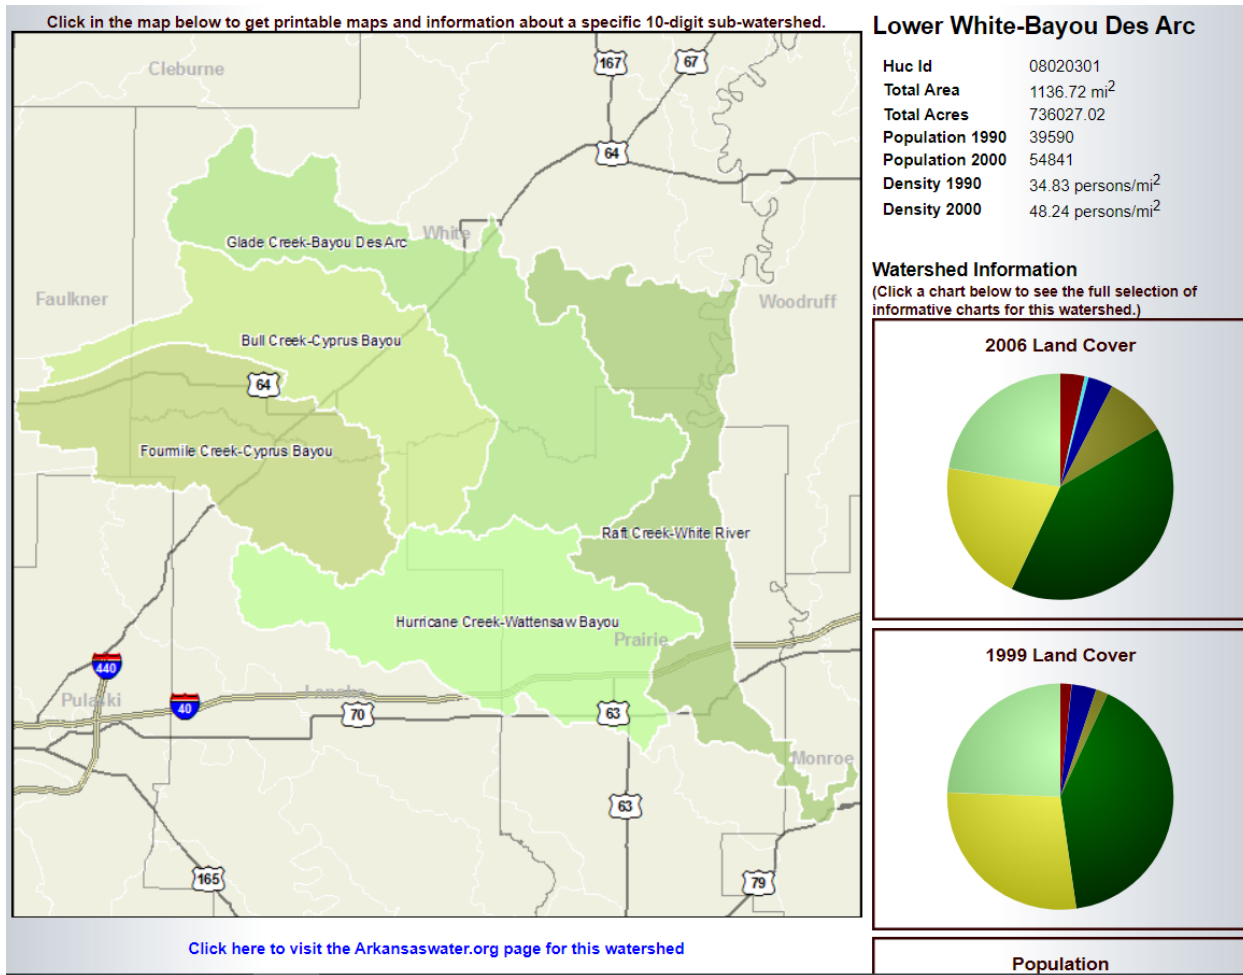 Click in the map below to get printable maps and information about a specific 10-digit sub-watershed.
Cleburne
167
67
64
White
Glade Creek-Bayou Des Arc
Faulkner
Woodruff
Bull Creek-Cyprus Bayou
64
Fourmile Creek-Cyprus Bayou
Raft Creek-White River
Hurricane Creek-Wattensaw Bayou
Prairie
440
Pulaski
40
Lonoke
70
63
Monroe
63
165
79
Click here to visit the Arkansaswater.org page for this watershed
Lower White-Bayou Des Arc
Huc Id 08020301
Total Area 1136.72 mi2
Total Acres 736027.02
Population 1990 39590
Population 2000 54841
Density 1990 34.83 persons/mi2
Density 2000 48.24 persons/mi2
Watershed Information
(Click a chart below to see the full selection of
informative charts for this watershed.)
2006 Land Cover
1999 Land Cover
Population